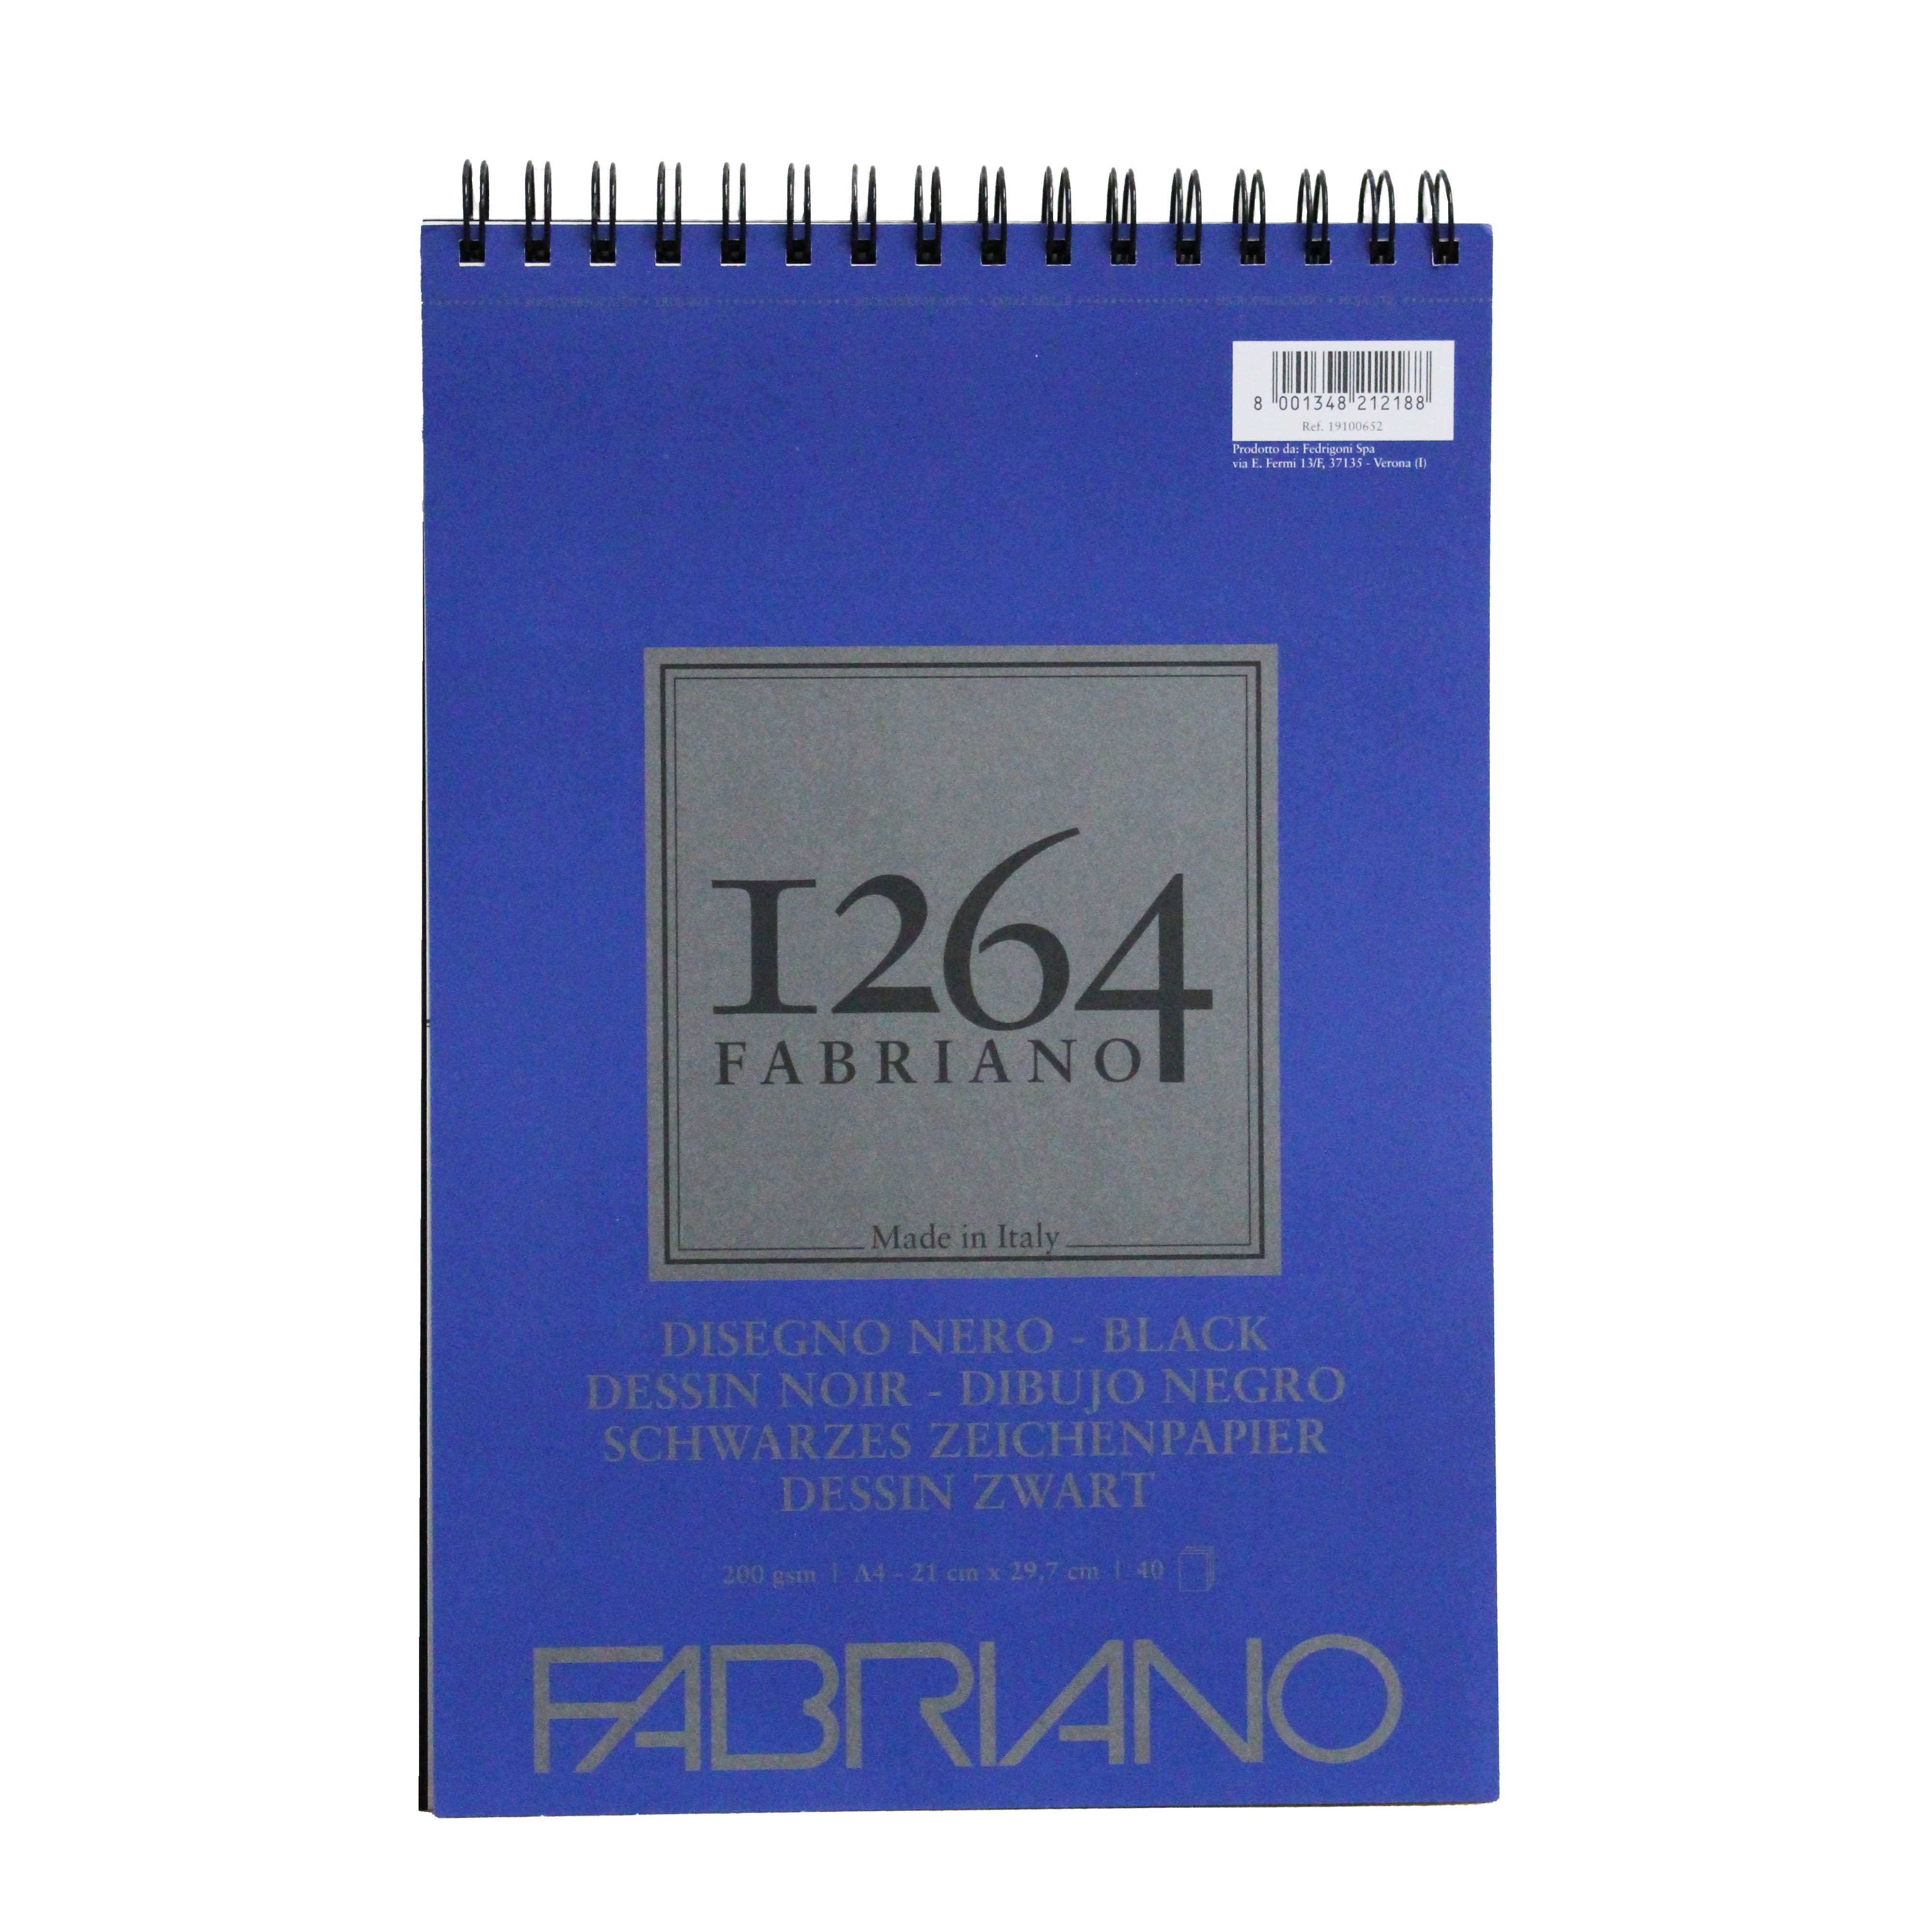 8 001348 212188
Ref. 19100652
Prodotto da: Fedrigoni Spa
via E. Fermi 13/F, 37135 - Verona (I)
1264
FABRIANO
Made in Italy
DISEGNO NERO - BLACK
DESSIN NOIR - DIBUJO NEGRO
SCHWARZES ZEICHENPAPIER
DESSIN ZWART
200 gsm | A4 - 21 cm x 29,7 cm | 40
FABRIANO